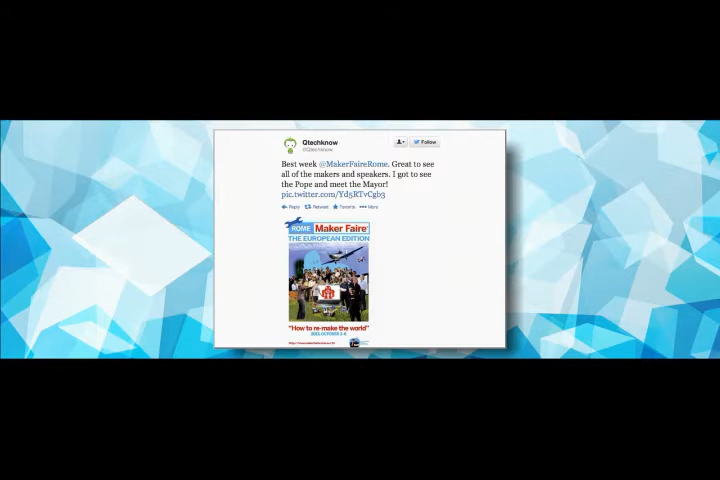 Qtechknow
@Qtechknow
Follow
Best week @MakerFaireRome. Great to see
all of the makers and speakers. I got to see
the Pope and meet the Mayor!
pic.twitter.com/Yd5RTvCgb3
Reply Retweet Favorite More
ROME Maker Faire
THE EUROPEAN EDITION
"How to re-make the world"